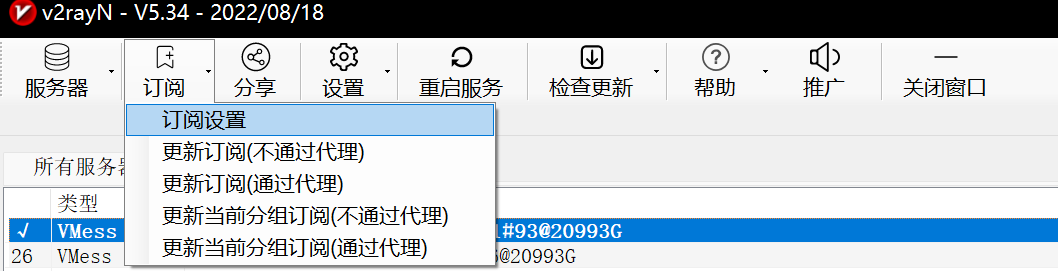 v2rayN - V5.34 - 2022/08/18
服务器 订阅 分享 设置 重启服务 检查更新 帮助 推广 关闭窗口
订阅设置
更新订阅(不通过代理)
所有服务器
更新订阅(通过代理)
类型
更新当前分组订阅(不通过代理)
√ VMess #93@20993G
更新当前分组订阅(通过代理)
26 VMess @20993G